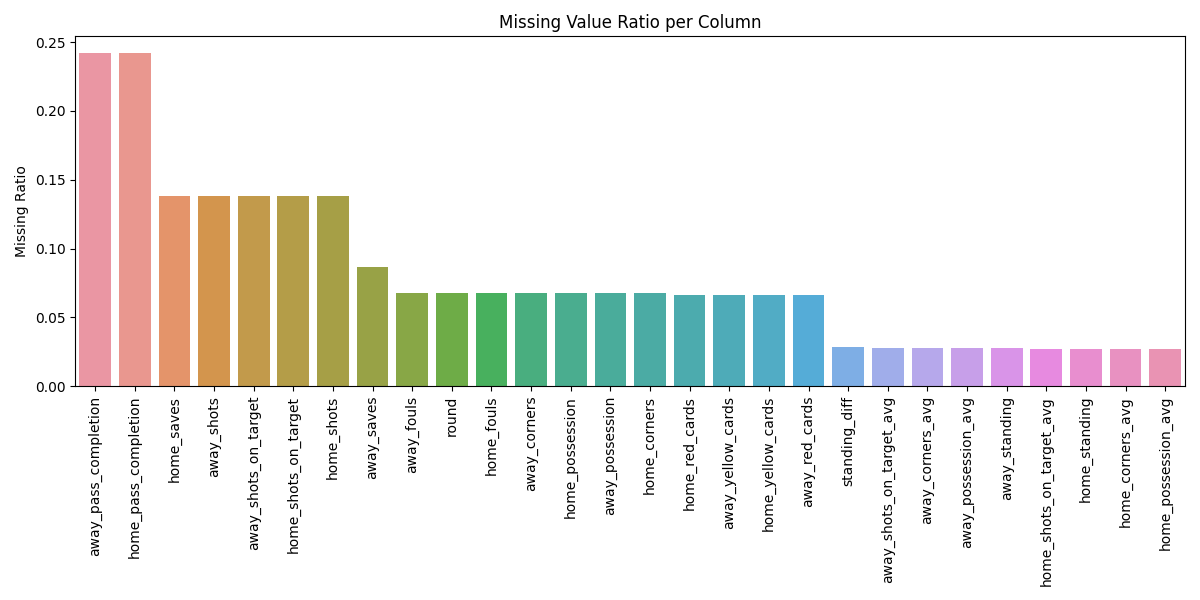 Missing Value Ratio per Column
Missing Ratio
0.25
0.20
0.15
0.10
0.05
0.00
away_pass_completion
home_pass_completion
home_saves
away_shots
away_shots_on_target
home_shots_on_target
home_shots
away_saves
away_fouls
round
home_fouls
away_corners
home_possession
away_possession
home_corners
home_red_cards
away_yellow_cards
home_yellow_cards
away_red_cards
standing_diff
away_shots_on_target_avg
away_corners_avg
away_possession_avg
away_standing
home_shots_on_target_avg
home_standing
home_corners_avg
home_possession_avg